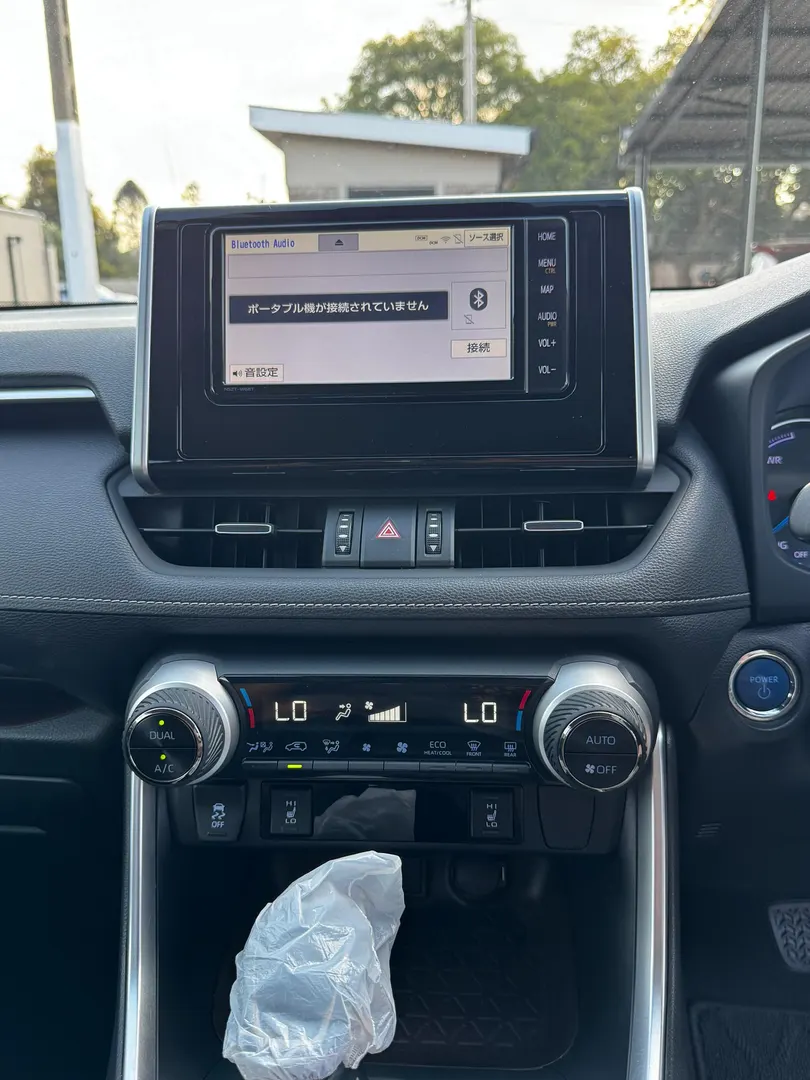 Bluetooth Audio
ソース選択
ポータブル機が接続されていません
接続
音設定
HOME
MENU
CTRL
MAP
AUDIO
VOL+
VOL-
POWER
DUAL
A/C
LO
LO
ECO
HEAT/COOL
FRONT
REAR
AUTO
OFF
OFF
HI
LO
HI
LO
OFF